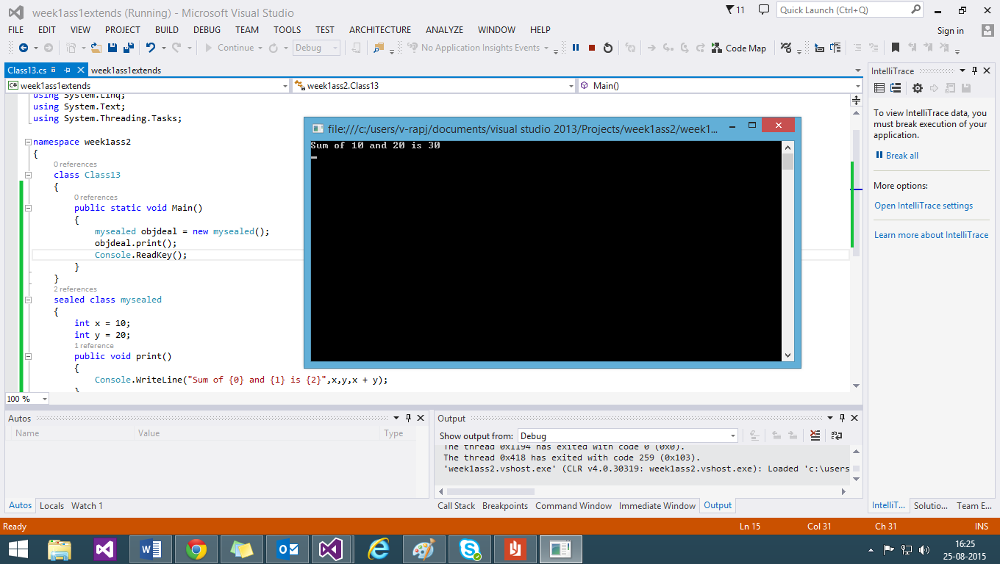 week1ass1extends (Running) - Microsoft Visual Studio
11
Quick Launch (Ctrl+Q)
FILE EDIT VIEW PROJECT BUILD DEBUG TEAM TOOLS TEST ARCHITECTURE ANALYZE WINDOW HELP
Sign in
Continue Debug No Application Insights Events Code Map
Class13.cs week1ass1extends
week1ass1extends week1ass2.Class13 Main()
using System.Linq;
using System.Text;
using System.Threading.Tasks;
namespace week1ass2
{
0 references
class Class13
{
0 references
public static void Main()
{
mysealed objdeal = new mysealed();
objdeal.print();
Console.ReadKey();
}
}
2 references
sealed class mysealed
{
int x = 10;
int y = 20;
1 reference
public void print()
{
Console.WriteLine("Sum of {0} and {1} is {2}",x,y,x + y);
}
100 %
file:///c:/users/v-rapj/documents/visual studio 2013/Projects/week1ass2/week1...
Sum of 10 and 20 is 30
IntelliTrace
To view IntelliTrace data, you
must break execution of your
application.
Break all
More options:
Open IntelliTrace settings
Learn more about IntelliTrace
Autos
Name Value Type
Autos Locals Watch 1
Output
Show output from: Debug
The thread 0x1194 has exited with code 0 (0x0).
The thread 0x418 has exited with code 259 (0x103).
'week1ass2.vshost.exe' (CLR v4.0.30319: week1ass2.vshost.exe): Loaded 'c:\users
Call Stack Breakpoints Command Window Immediate Window Output
IntelliT... Solutio... Team E...
Ready Ln 15 Col 31 Ch 31 INS
16:25
25-08-2015